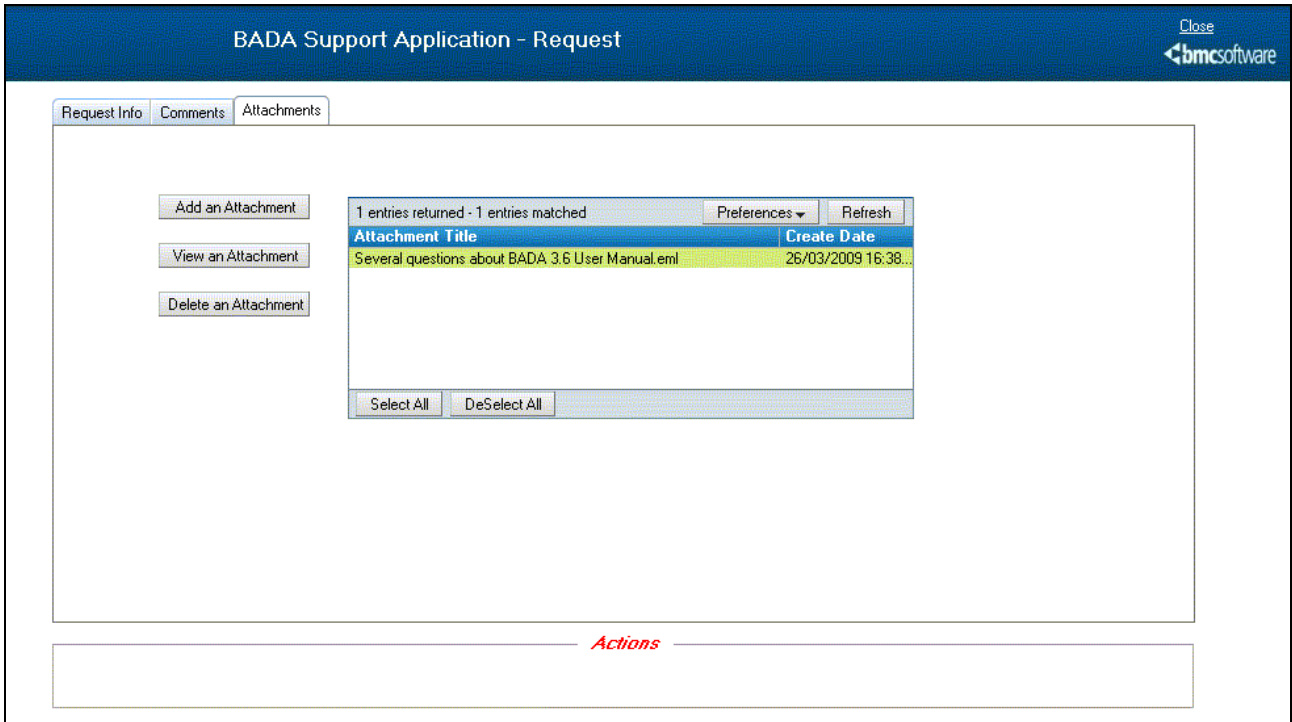 BADA Support Application - Request
Close
bmcsoftware
Request Info
Comments
Attachments
Add an Attachment
View an Attachment
Delete an Attachment
1 entries returned - 1 entries matched
Preferences
Refresh
Attachment Title
Create Date
Several questions about BADA 3.6 User Manual.eml
26/03/2009 16:38...
Select All
DeSelect All
Actions